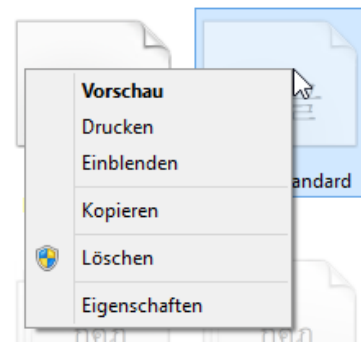 Vorschau
Drucken
Einblenden
andard
Kopieren
Löschen
Eigenschaften